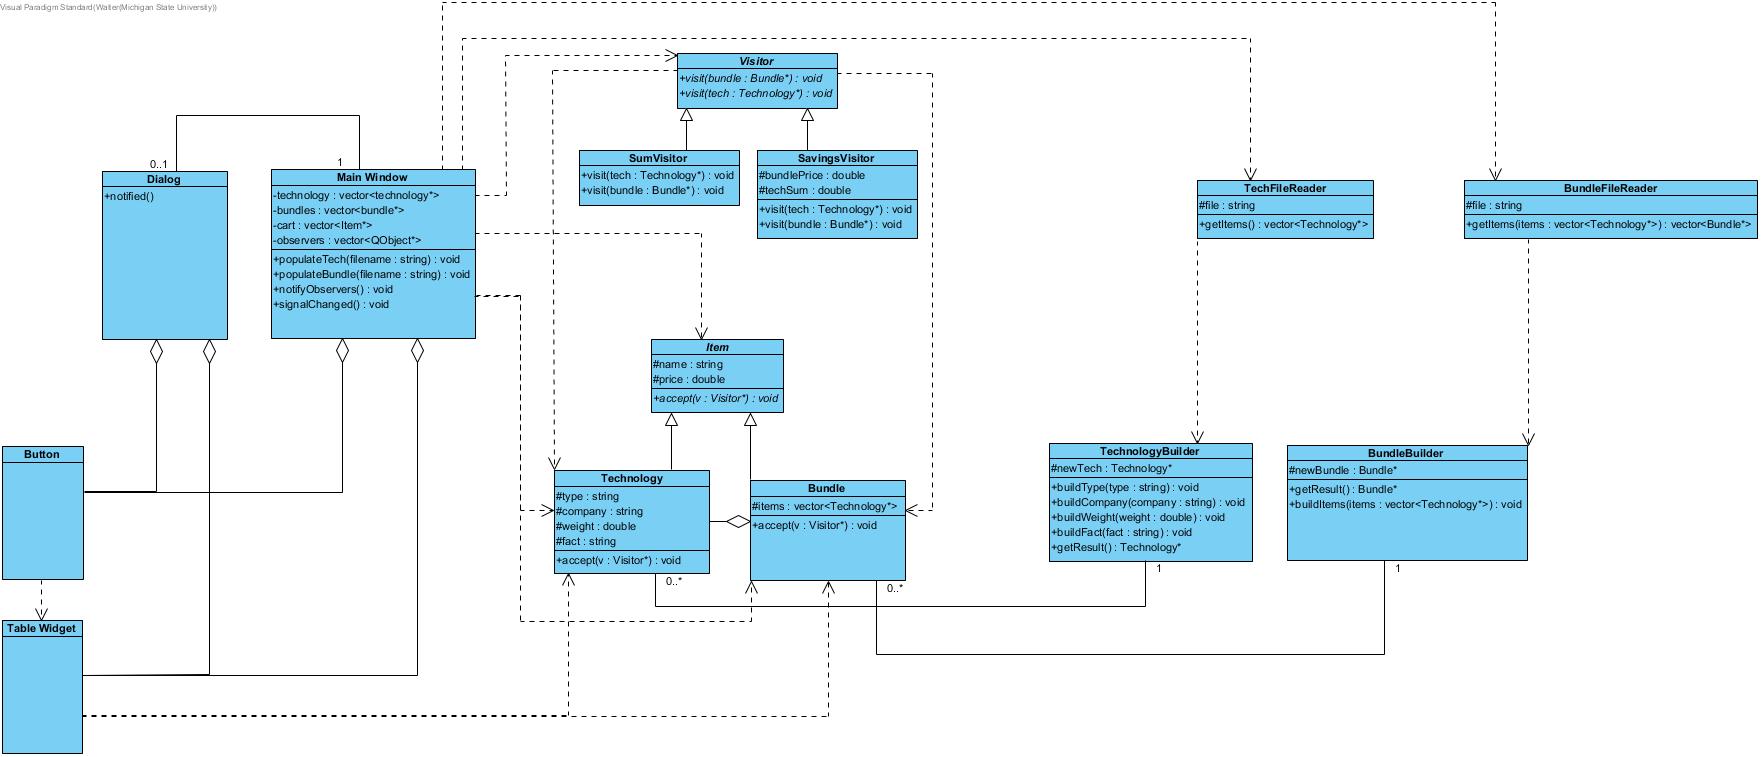 Visual Paradigm Standard(Walter(Michigan State University))
Visitor
+visit(bundle : Bundle*) : void
+visit(tech : Technology*) : void
SumVisitor
+visit(tech : Technology*) : void
+visit(bundle : Bundle*) : void
SavingsVisitor
#bundlePrice : double
#techSum : double
+visit(tech : Technology*) : void
+visit(bundle : Bundle*) : void
0..1
1
Dialog
+notified()
Main Window
-technology : vector<technology*>
-bundles : vector<bundle*>
-cart : vector<Item*>
-observers : vector<QObject*>
+populateTech(filename : string) : void
+populateBundle(filename : string) : void
+notifyObservers() : void
+signalChanged() : void
TechFileReader
#file : string
+getItems() : vector<Technology*>
BundleFileReader
#file : string
+getItems(items : vector<Technology*>) : vector<Bundle*>
Item
#name : string
#price : double
+accept(v : Visitor*) : void
Button
Technology
#type : string
#company : string
#weight : double
#fact : string
+accept(v : Visitor*) : void
Bundle
#items : vector<Technology*>
+accept(v : Visitor*) : void
TechnologyBuilder
#newTech : Technology*
+buildType(type : string) : void
+buildCompany(company : string) : void
+buildWeight(weight : double) : void
+buildFact(fact : string) : void
+getResult() : Technology*
BundleBuilder
#newBundle : Bundle*
+getResult() : Bundle*
+buildItems(items : vector<Technology*>) : void
0..*
0..*
1
1
Table Widget